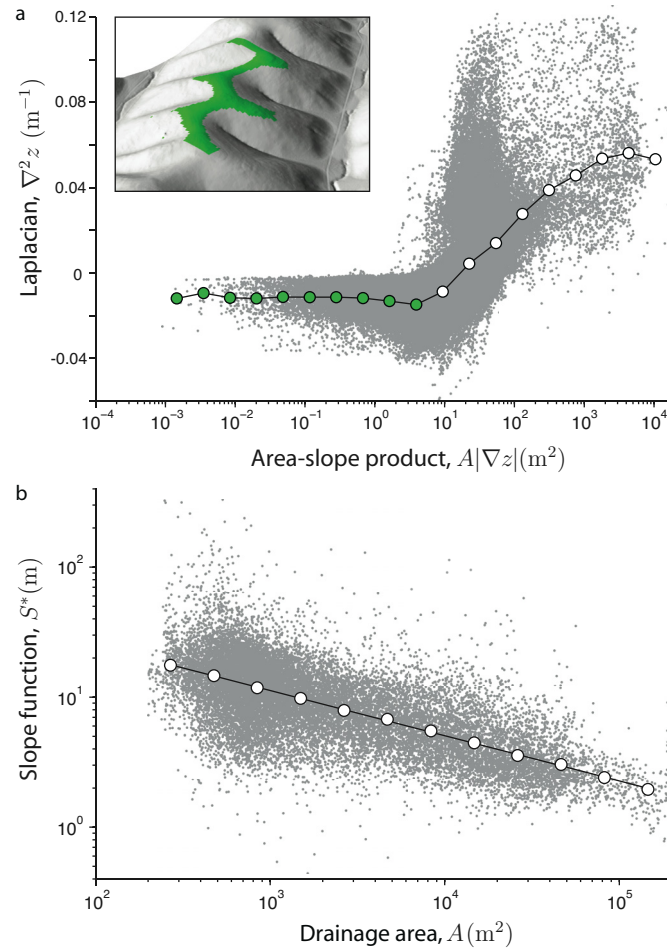 a
0.12
0.08
0.04
0
-0.04
Laplacian, ∇²z (m⁻¹)
10⁻⁴ 10⁻³ 10⁻² 10⁻¹ 10⁰ 10¹ 10² 10³ 10⁴
Area-slope product, A|∇z|(m²)
b
10²
10¹
10⁰
Slope function, S*(m)
10² 10³ 10⁴ 10⁵
Drainage area, A(m²)